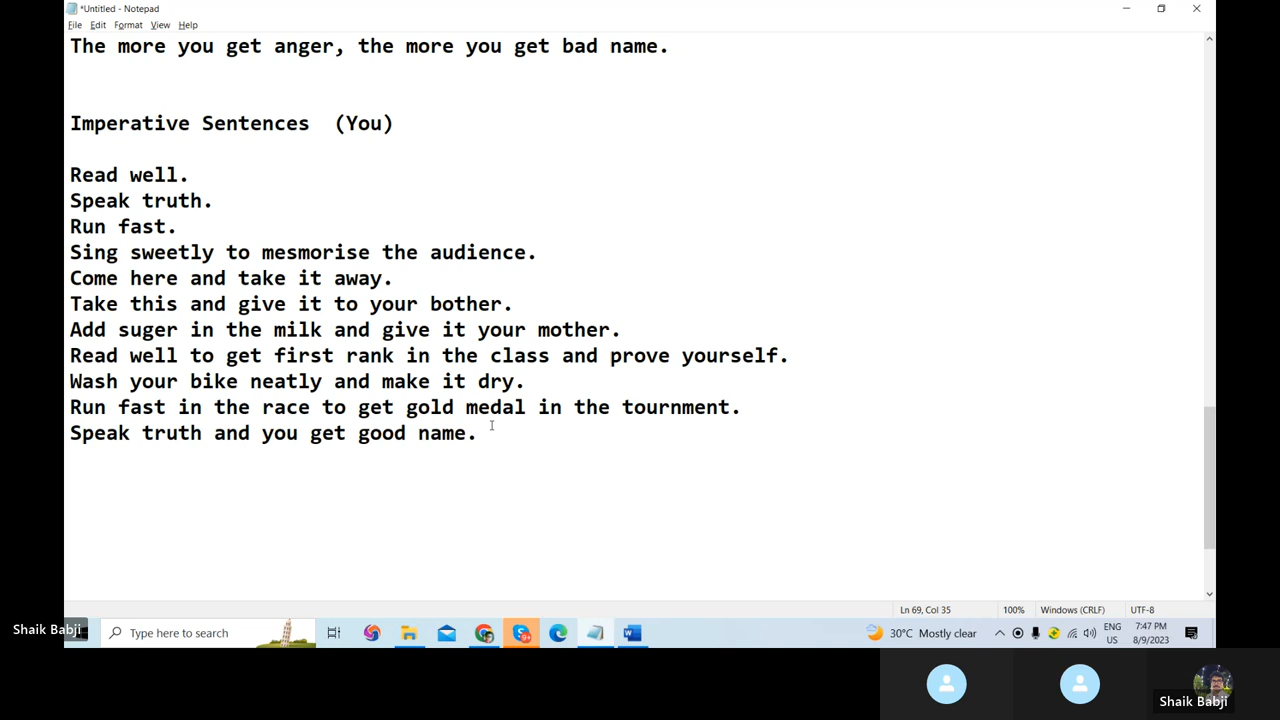 *Untitled - Notepad
File Edit Format View Help
The more you get anger, the more you get bad name.
Imperative Sentences (You)
Read well.
Speak truth.
Run fast.
Sing sweetly to mesmorise the audience.
Come here and take it away.
Take this and give it to your bother.
Add suger in the milk and give it your mother.
Read well to get first rank in the class and prove yourself.
Wash your bike neatly and make it dry.
Run fast in the race to get gold medal in the tournment.
Speak truth and you get good name.
Ln 69, Col 35 100% Windows (CRLF) UTF-8
Shaik Babji
Type here to search
30°C Mostly clear
ENG
US
7:47 PM
8/9/2023
Shaik Babji